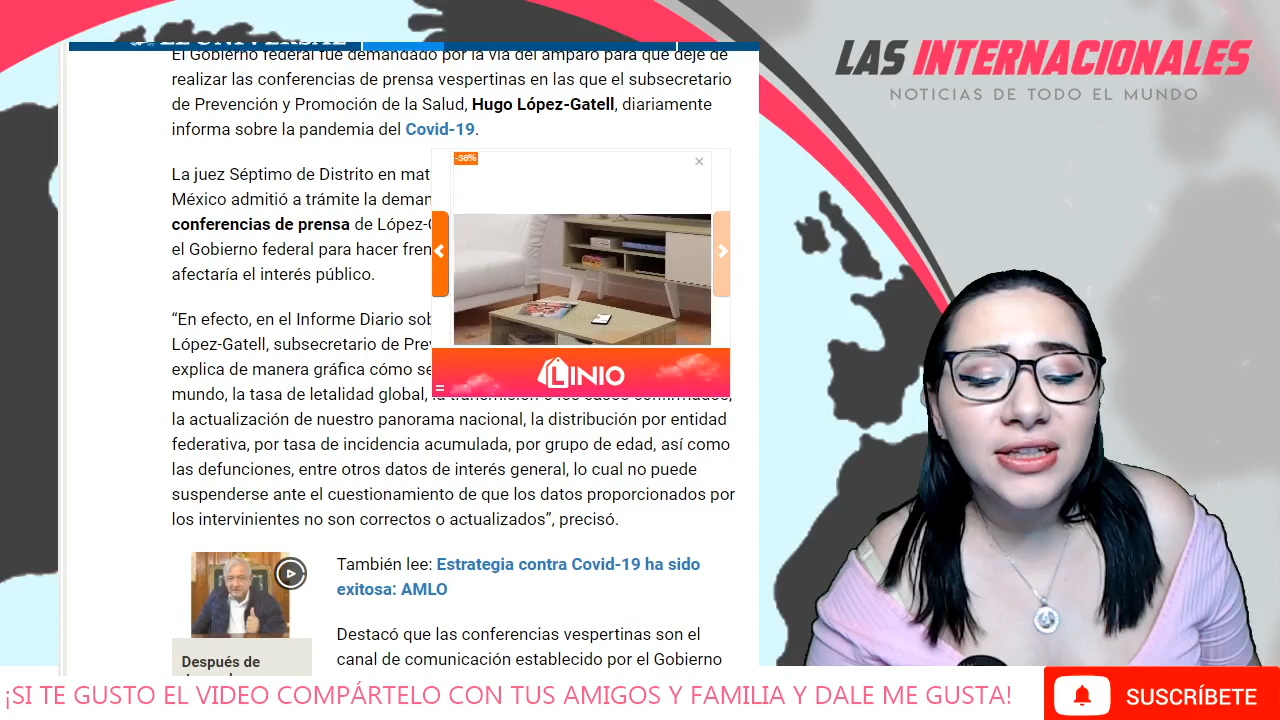 EL UNIVERSAL
El Gobierno federal fue demandado por la vía del amparo para que deje de
realizar las conferencias de prensa vespertinas en las que el subsecretario
de Prevención y Promoción de la Salud, Hugo López-Gatell, diariamente
informa sobre la pandemia del Covid-19.
La juez Séptimo de Distrito en mat
México admitió a trámite la deman
conferencias de prensa de López-G
el Gobierno federal para hacer fren
afectaría el interés público.
-36%
LINIO
“En efecto, en el Informe Diario sob
López-Gatell, subsecretario de Prev
explica de manera gráfica cómo se
mundo, la tasa de letalidad global, la transmisión o los casos confirmados,
la actualización de nuestro panorama nacional, la distribución por entidad
federativa, por tasa de incidencia acumulada, por grupo de edad, así como
las defunciones, entre otros datos de interés general, lo cual no puede
suspenderse ante el cuestionamiento de que los datos proporcionados por
los intervinientes no son correctos o actualizados”, precisó.
También lee: Estrategia contra Covid-19 ha sido
exitosa: AMLO
Destacó que las conferencias vespertinas son el
canal de comunicación establecido por el Gobierno
Después de
LAS INTERNACIONALES
NOTICIAS DE TODO EL MUNDO
¡SI TE GUSTO EL VIDEO COMPÁRTELO CON TUS AMIGOS Y FAMILIA Y DALE ME GUSTA!
SUSCRÍBETE